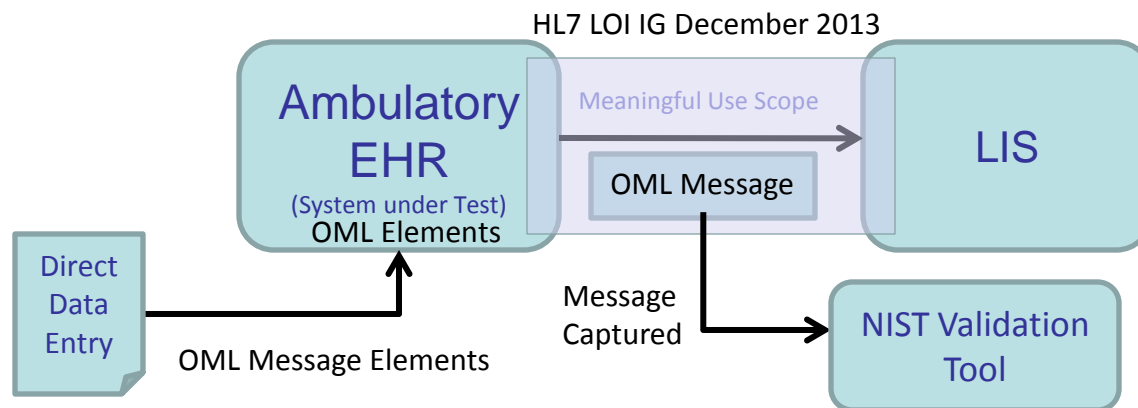 HL7 LOI IG December 2013
Ambulatory
EHR
(System under Test)
OML Elements
Meaningful Use Scope
OML Message
LIS
Direct
Data
Entry
OML Message Elements
Message
Captured
NIST Validation
Tool